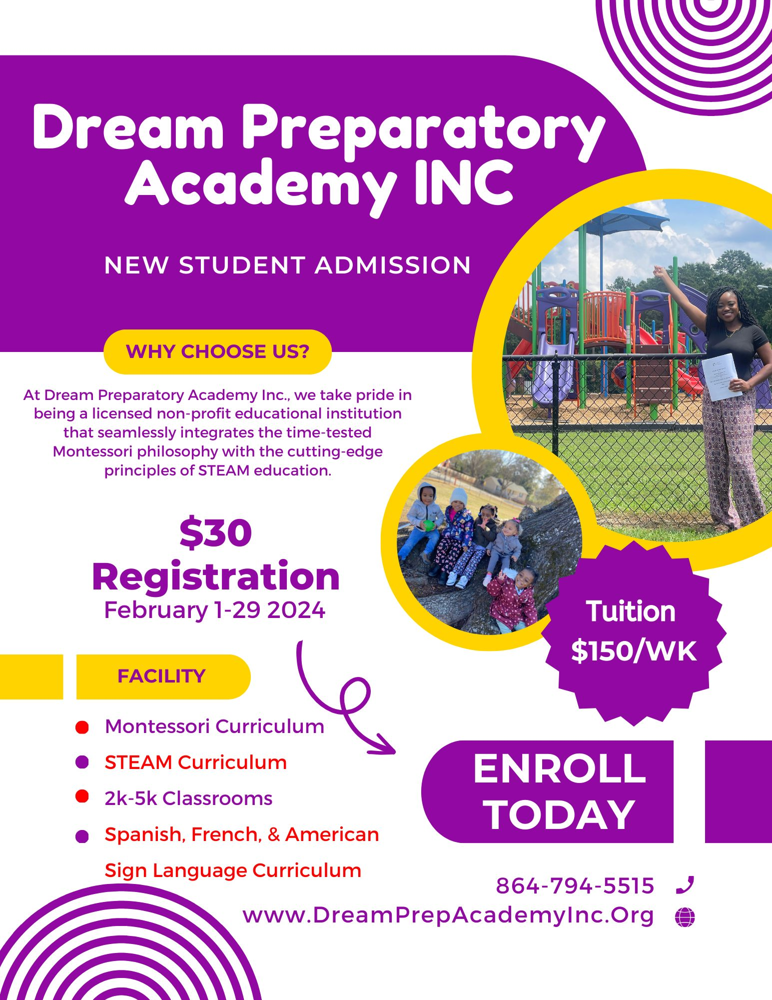 Dream Preparatory
Academy INC
NEW STUDENT ADMISSION
WHY CHOOSE US?
At Dream Preparatory Academy Inc., we take pride in
being a licensed non-profit educational institution
that seamlessly integrates the time-tested
Montessori philosophy with the cutting-edge
principles of STEAM education.
$30
Registration
February 1-29 2024
Tuition
$150/WK
FACILITY
Montessori Curriculum
STEAM Curriculum
2k-5k Classrooms
Spanish, French, & American
Sign Language Curriculum
ENROLL
TODAY
864-794-5515
www.DreamPrepAcademyInc.Org